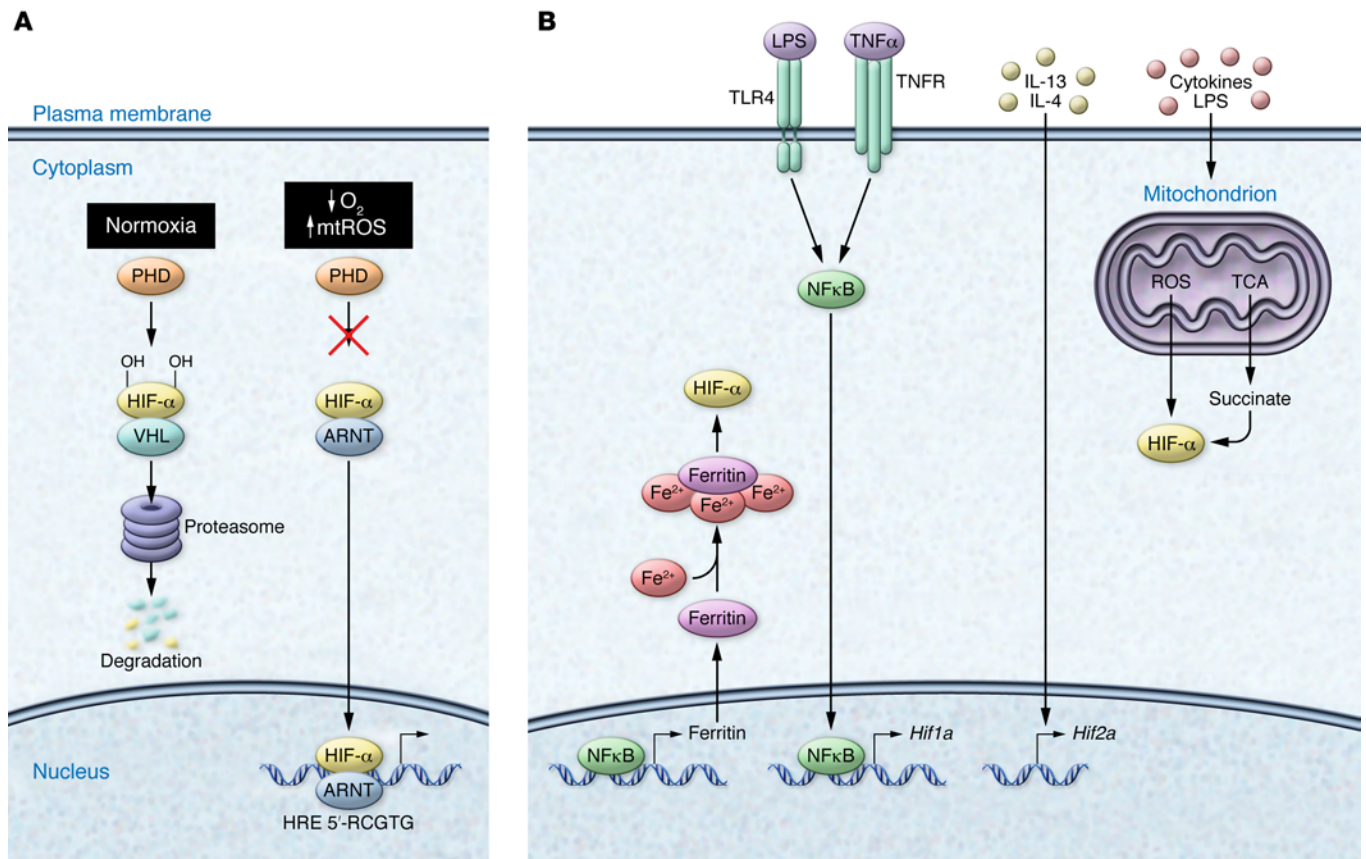 A
Plasma membrane
Cytoplasm
Normoxia
PHD
OH
OH
HIF-α
VHL
Proteasome
Degradation
↓O₂
↑mtROS
PHD
HIF-α
ARNT
Nucleus
HIF-α
ARNT
HRE 5′-RCGTG
B
LPS
TLR4
TNFα
TNFR
NFκB
IL-13
IL-4
Cytokines
LPS
Mitochondrion
ROS
TCA
Succinate
HIF-α
HIF-α
Ferritin
Fe²⁺
Fe²⁺
Fe²⁺
Fe²⁺
Ferritin
NFκB
Ferritin
NFκB
Hif1a
Hif2a